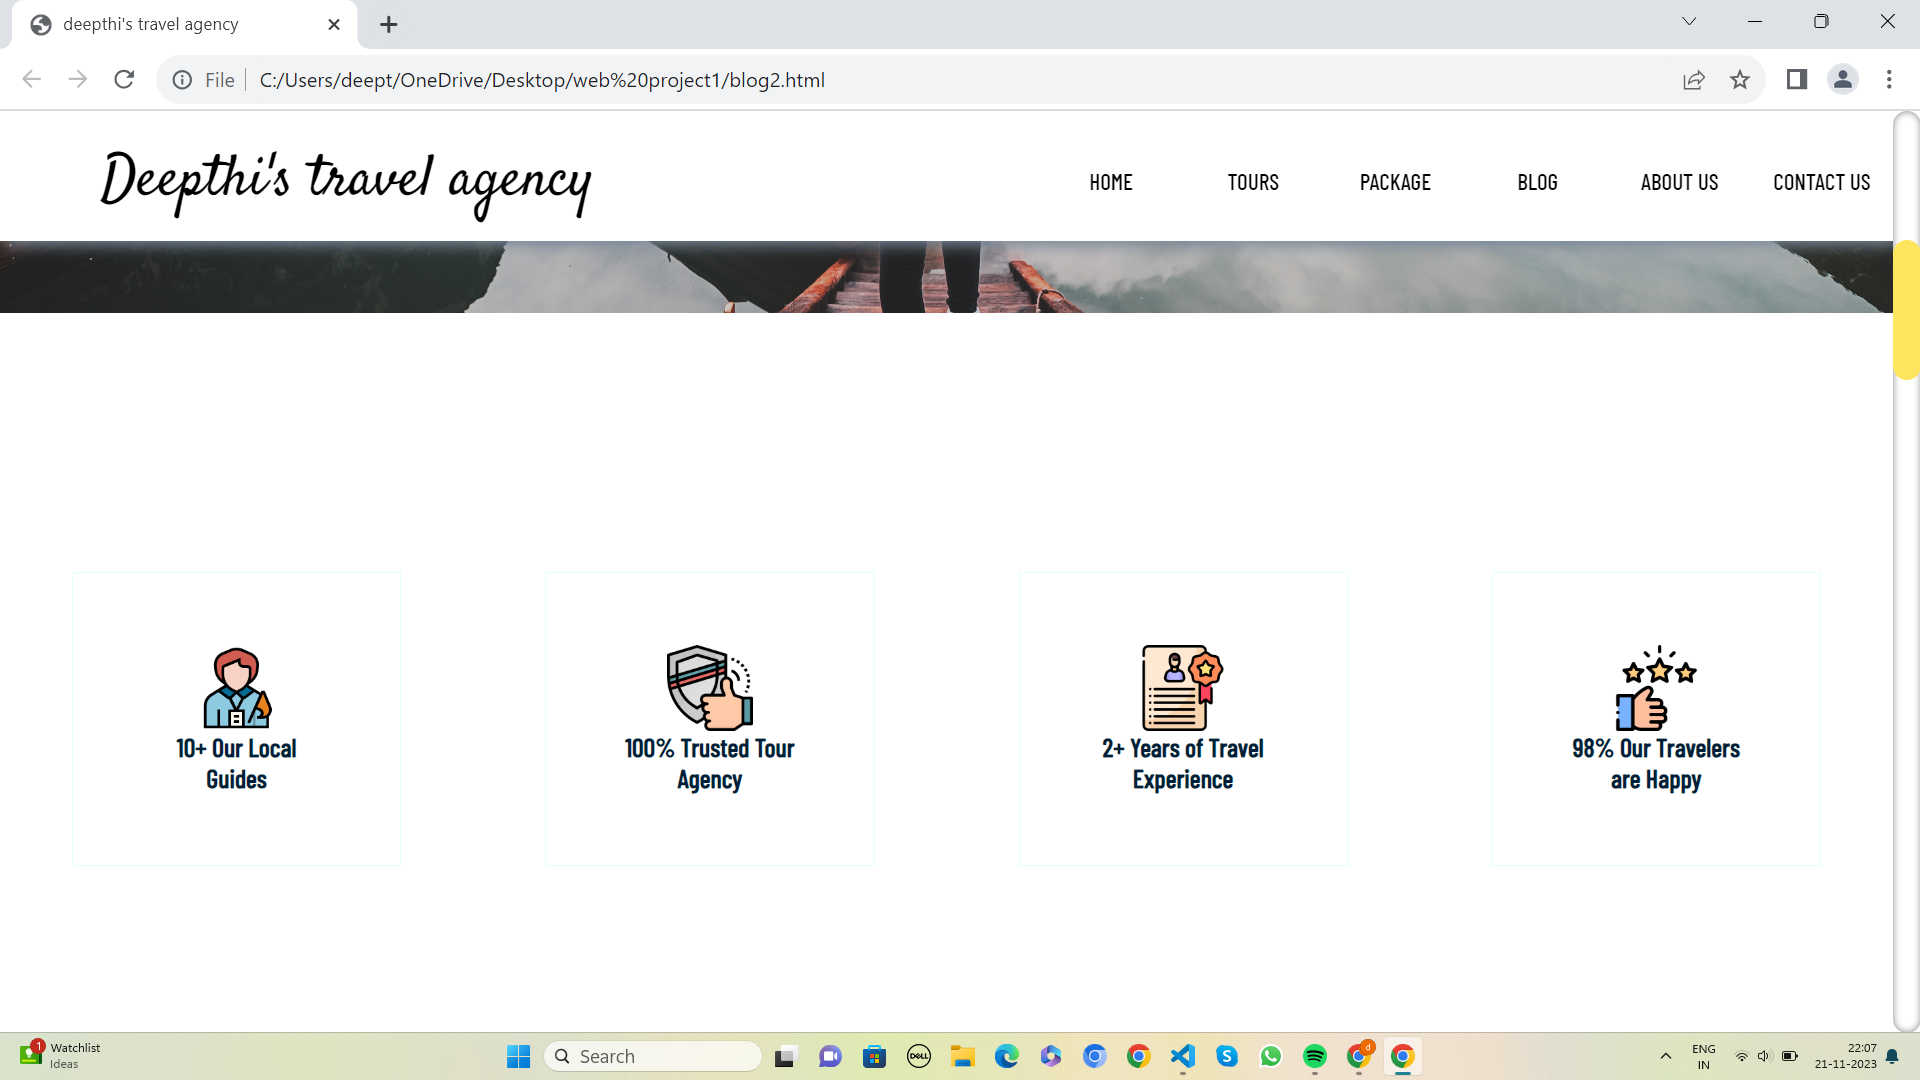 deepthi's travel agency
File
C:/Users/deept/OneDrive/Desktop/web%20project1/blog2.html
Deepthi's travel agency
HOME
TOURS
PACKAGE
BLOG
ABOUT US
CONTACT US
10+ Our Local
Guides
100% Trusted Tour
Agency
2+ Years of Travel
Experience
98% Our Travelers
are Happy
1
Watchlist
Ideas
Search
DELL
S
d
ENG
IN
22:07
21-11-2023